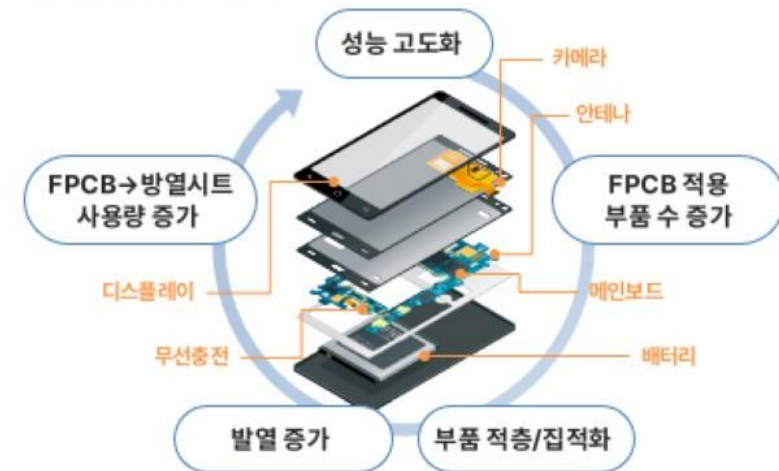 성능 고도화
카메라
안테나
FPCB→방열시트
사용량 증가
FPCB 적용
부품 수 증가
디스플레이
메인보드
무선충전
배터리
발열 증가
부품 적층/집적화